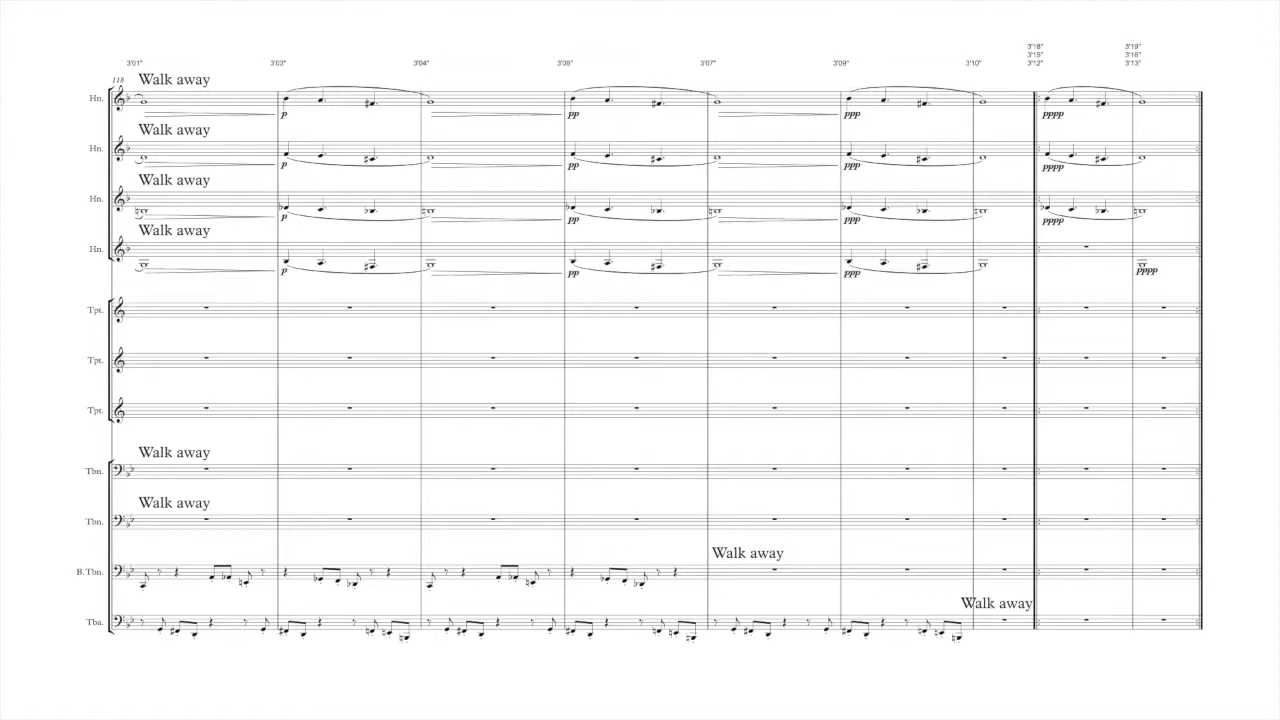 3'18" 3'19"
3'15" 3'16"
3'01" 3'03" 3'04" 3'06" 3'07" 3'09" 3'10" 3'12" 3'13"
118 Walk away
Hn.
p pp ppp pppp
Walk away
Hn.
p pp ppp pppp
Walk away
Hn.
p pp ppp pppp
Walk away
Hn.
p pp ppp pppp
Tpt.
Tpt.
Tpt.
Walk away
Tbn.
Walk away
Tbn.
Walk away
B. Tbn.
Walk away
Tba.